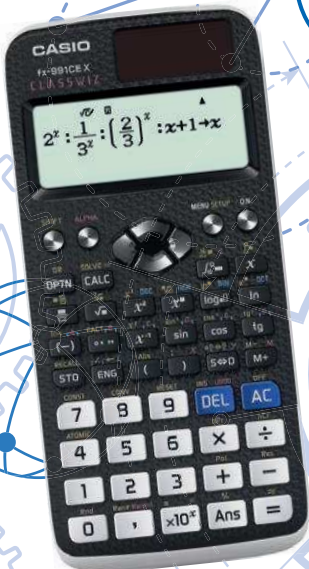 CASIO
fx-991CE X
CLASSWIZ
2^x : 1/3^x : (2/3)^x : x+1→x
SHIFT ALPHA MENU SETUP ON
OPTN CALC x
√■ x² x^■ log■□ ln
(−) x⁻¹ sin cos tg
STO ENG ( ) S⇔D M+
7 8 9 DEL AC
4 5 6 × ÷
1 2 3 + −
0 , ×10^x Ans =